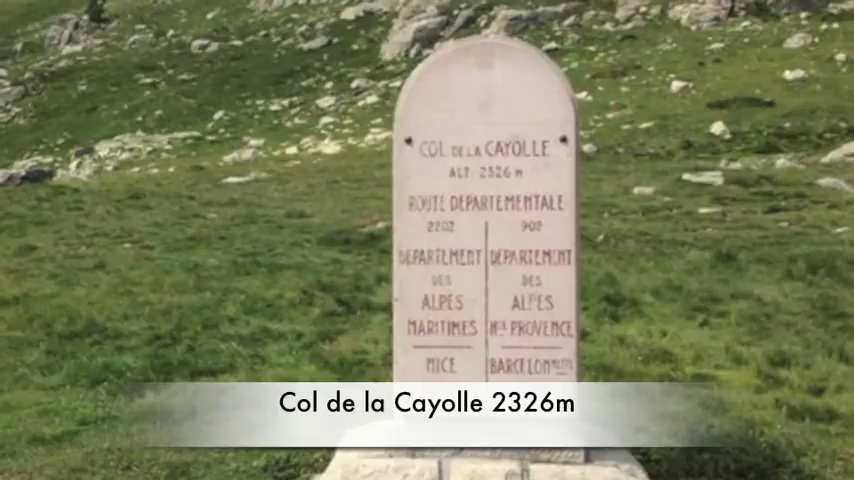 COL DE LA CAYOLLE
ALT. 2326 M
ROUTE DEPARTEMENTALE
2202 902
DEPARTEMENT DEPARTEMENT
DES DES
ALPES ALPES
MARITIMES Hte PROVENCE
NICE BARCELONnette
Col de la Cayolle 2326m